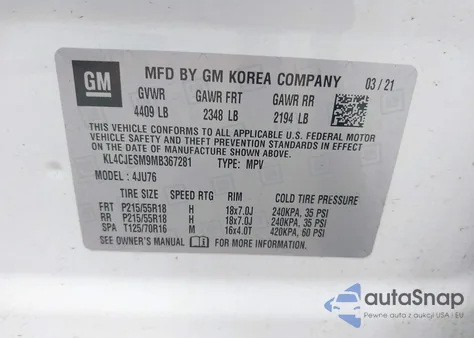 GM
MFD BY GM KOREA COMPANY 03/21
GVWR GAWR FRT GAWR RR
4409 LB 2348 LB 2194 LB
THIS VEHICLE CONFORMS TO ALL APPLICABLE U.S. FEDERAL MOTOR
VEHICLE SAFETY AND THEFT PREVENTION STANDARDS IN EFFECT
ON THE DATE OF MANUFACTURE SHOWN ABOVE.
KL4CJESM9MB367281 TYPE: MPV
MODEL: 4JU76
TIRE SIZE SPEED RTG RIM COLD TIRE PRESSURE
FRT P215/55R18 H 18x7.0J 240KPA, 35 PSI
RR P215/55R18 H 18x7.0J 240KPA, 35 PSI
SPA T125/70R16 M 16x4.0T 420KPA, 60 PSI
SEE OWNER'S MANUAL FOR MORE INFORMATION.
autoSnap
Pewne auta z USA i EU